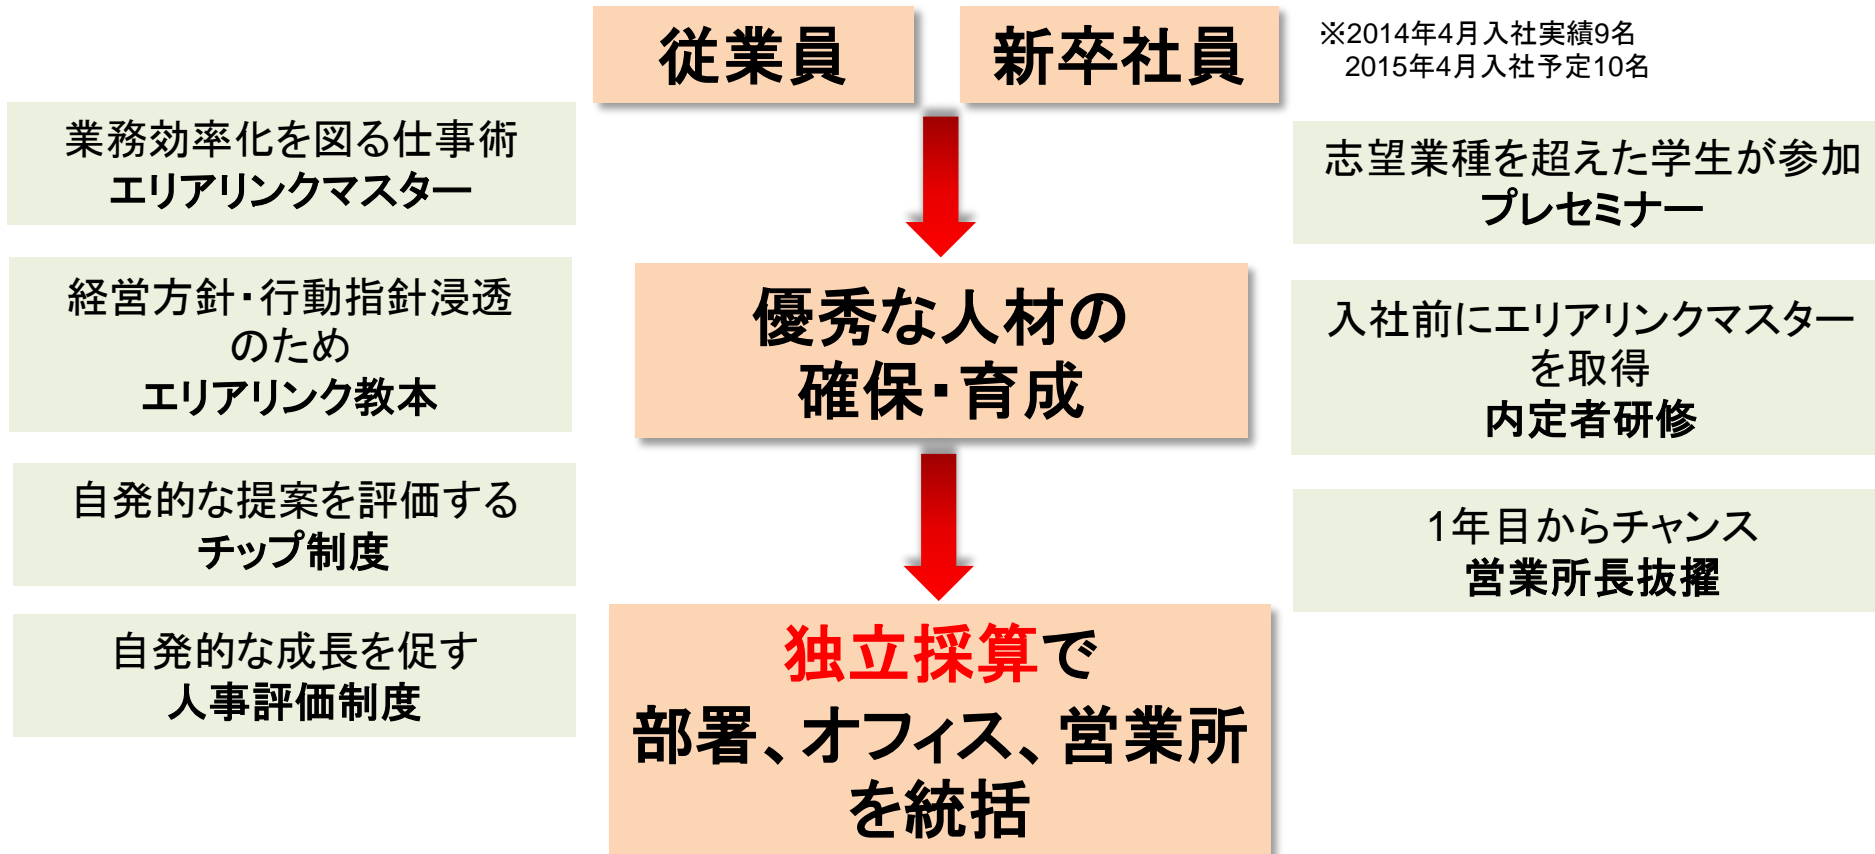 従業員
新卒社員
※2014年4月入社実績9名
2015年4月入社予定10名
業務効率化を図る仕事術
エリアリンクマスター
経営方針・行動指針浸透
のため
エリアリンク教本
自発的な提案を評価する
チップ制度
自発的な成長を促す
人事評価制度
優秀な人材の
確保・育成
独立採算で
部署、オフィス、営業所
を統括
志望業種を超えた学生が参加
プレセミナー
入社前にエリアリンクマスター
を取得
内定者研修
1年目からチャンス
営業所長抜擢